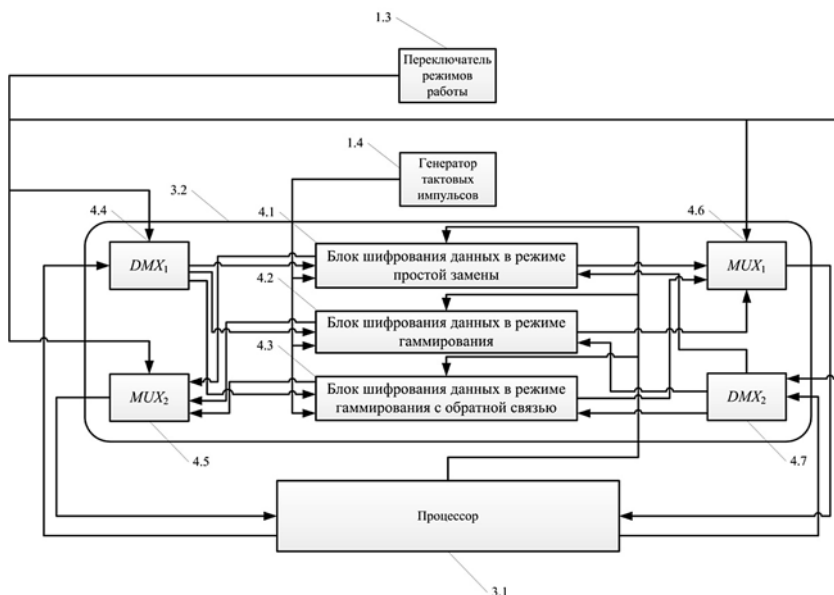 1.3
Переключатель
режимов
работы
1.4
Генератор
тактовых
импульсов
3.2
4.4
4.1
4.6
DMX₁
Блок шифрования данных в режиме
простой замены
MUX₁
4.2
Блок шифрования данных в режиме
гаммирования
4.3
MUX₂
Блок шифрования данных в режиме
гаммирования с обратной связью
DMX₂
4.5
4.7
Процессор
3.1